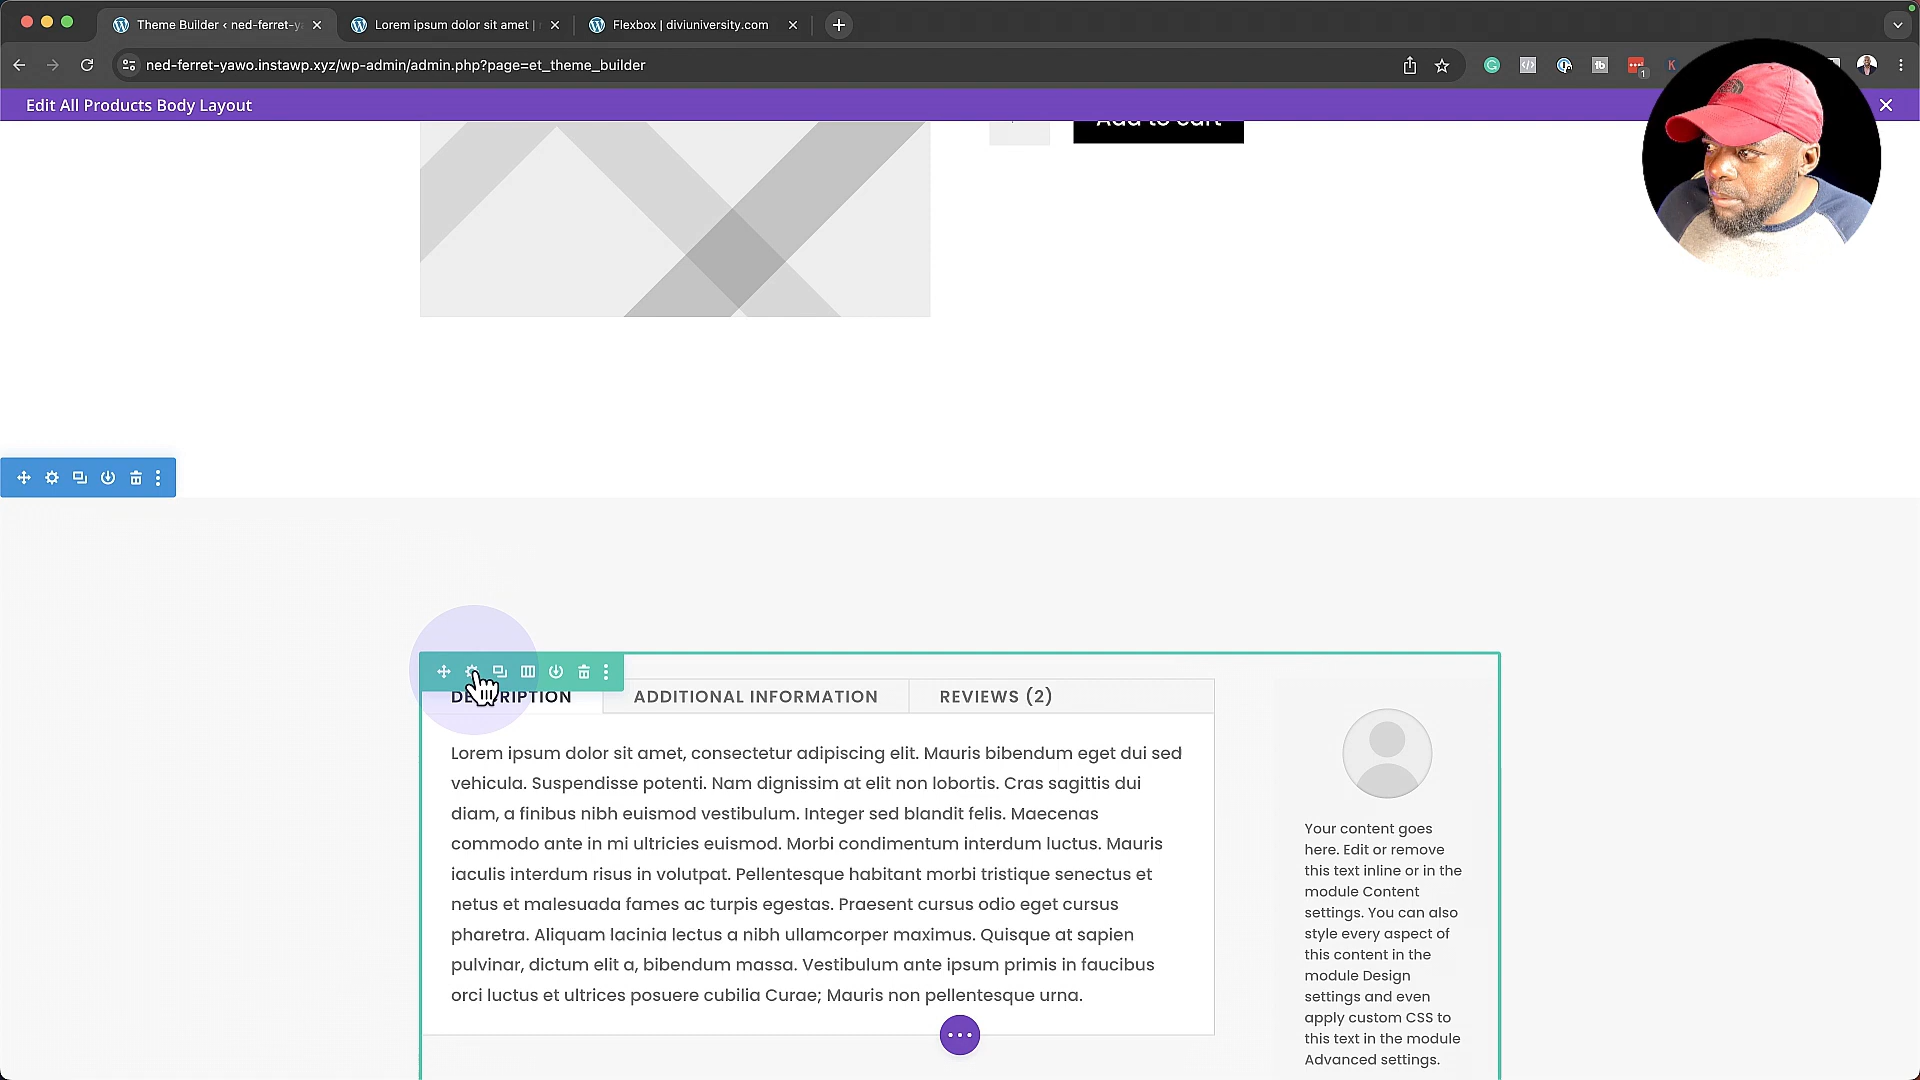 Theme Builder ‹ ned-ferret-y
Lorem ipsum dolor sit amet |
Flexbox | diviuniversity.com
ned-ferret-yawo.instawp.xyz/wp-admin/admin.php?page=et_theme_builder
Edit All Products Body Layout
Add to cart
DESCRIPTION
ADDITIONAL INFORMATION
REVIEWS (2)
Lorem ipsum dolor sit amet, consectetur adipiscing elit. Mauris bibendum eget dui sed
vehicula. Suspendisse potenti. Nam dignissim at elit non lobortis. Cras sagittis dui
diam, a finibus nibh euismod vestibulum. Integer sed blandit felis. Maecenas
commodo ante in mi ultricies euismod. Morbi condimentum interdum luctus. Mauris
iaculis interdum risus in volutpat. Pellentesque habitant morbi tristique senectus et
netus et malesuada fames ac turpis egestas. Praesent cursus odio eget cursus
pharetra. Aliquam lacinia lectus a nibh ullamcorper maximus. Quisque at sapien
pulvinar, dictum elit a, bibendum massa. Vestibulum ante ipsum primis in faucibus
orci luctus et ultrices posuere cubilia Curae; Mauris non pellentesque urna.
Your content goes
here. Edit or remove
this text inline or in the
module Content
settings. You can also
style every aspect of
this content in the
module Design
settings and even
apply custom CSS to
this text in the module
Advanced settings.